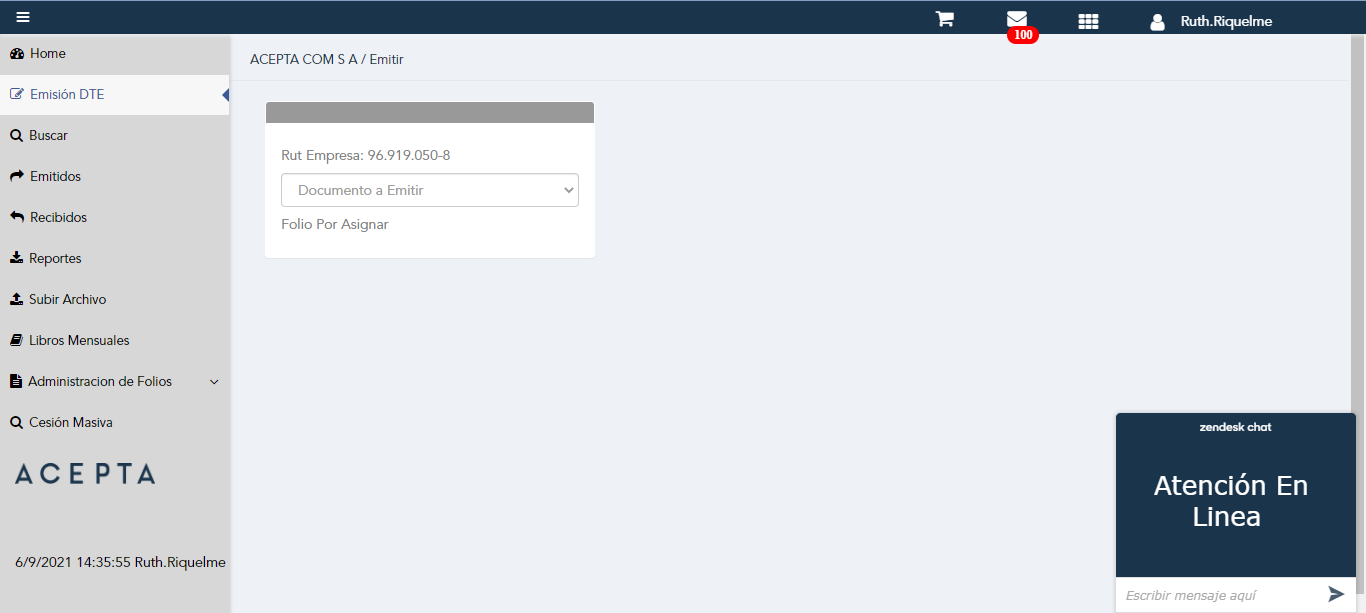 100
Ruth.Riquelme
Home
Emisión DTE
Buscar
Emitidos
Recibidos
Reportes
Subir Archivo
Libros Mensuales
Administracion de Folios
Cesión Masiva
ACEPTA
6/9/2021 14:35:55 Ruth.Riquelme
ACEPTA COM S A / Emitir
Rut Empresa: 96.919.050-8
Documento a Emitir
Folio Por Asignar
zendesk chat
Atención En
Linea
Escribir mensaje aquí